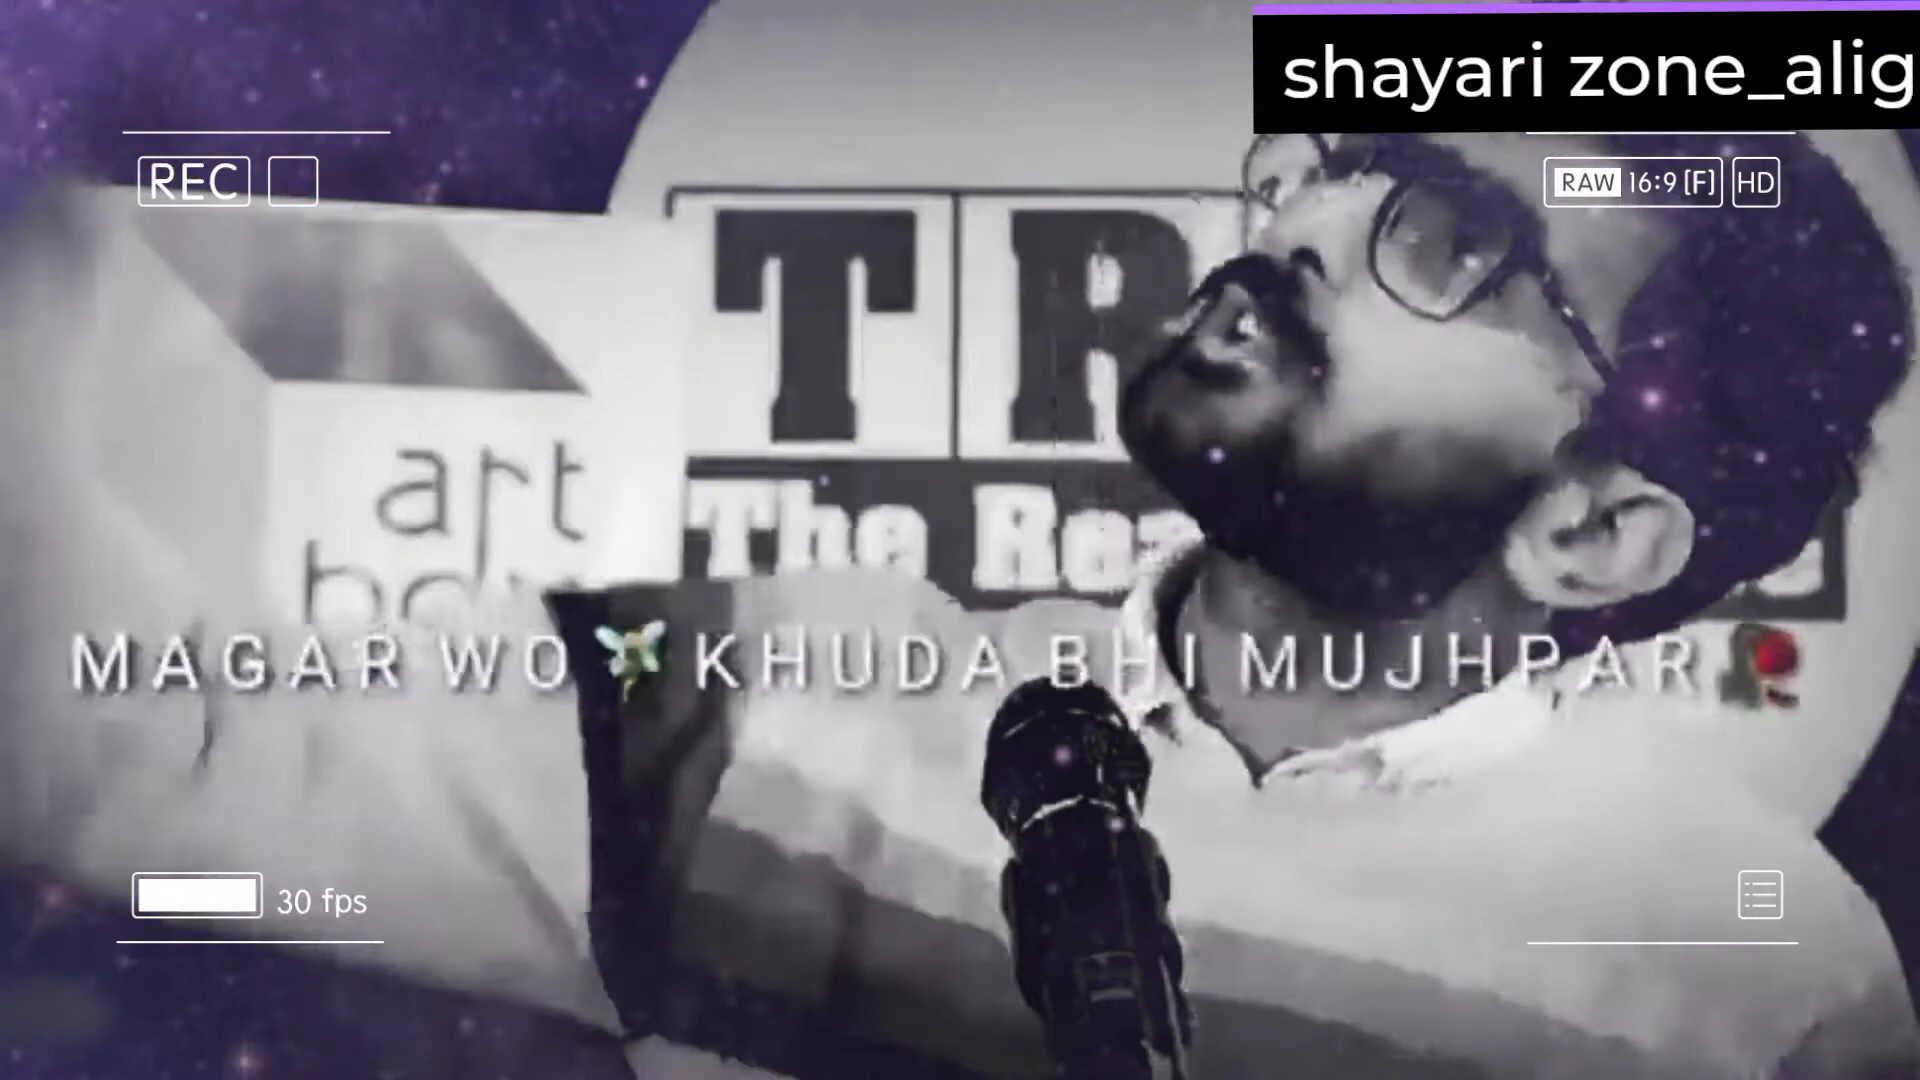 shayari zone_alig
REC
RAW 16:9 [F] HD
TR
The
art
MAGAR WO KHUDA BHI MUJHPAR
30 fps